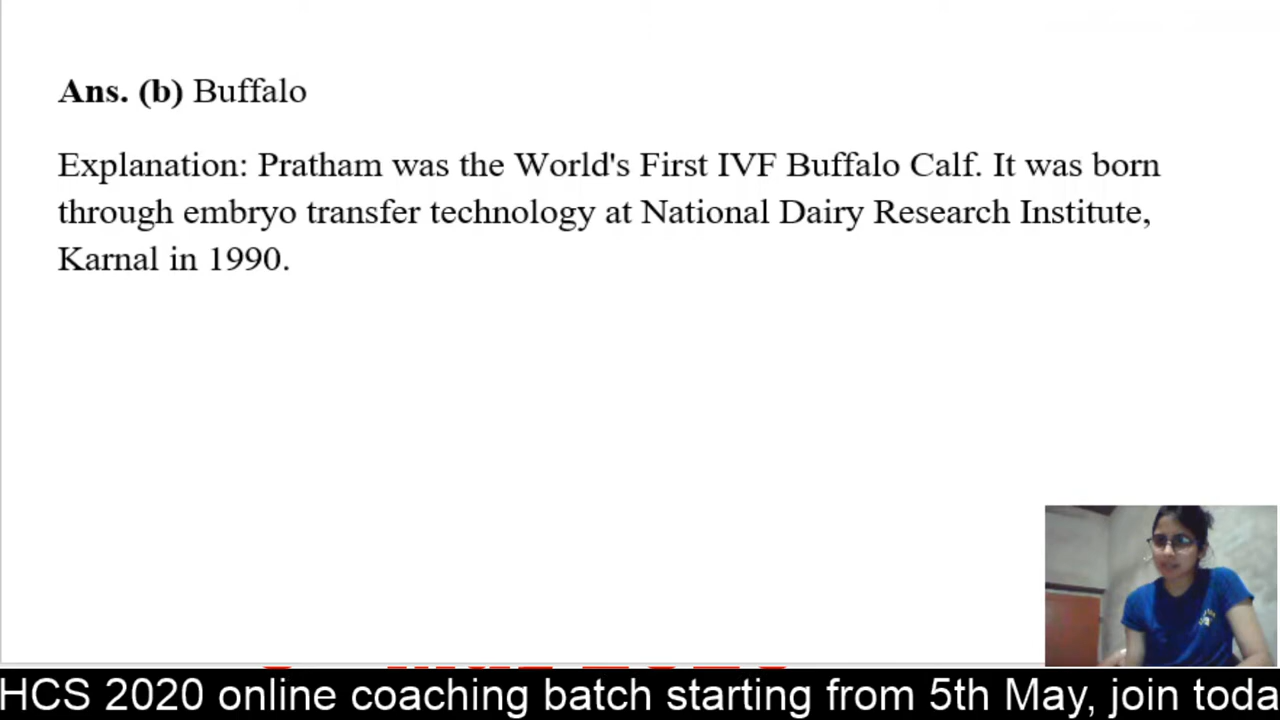 Ans. (b) Buffalo
Explanation: Pratham was the World's First IVF Buffalo Calf. It was born
through embryo transfer technology at National Dairy Research Institute,
Karnal in 1990.
HCS 2020 online coaching batch starting from 5th May, join toda